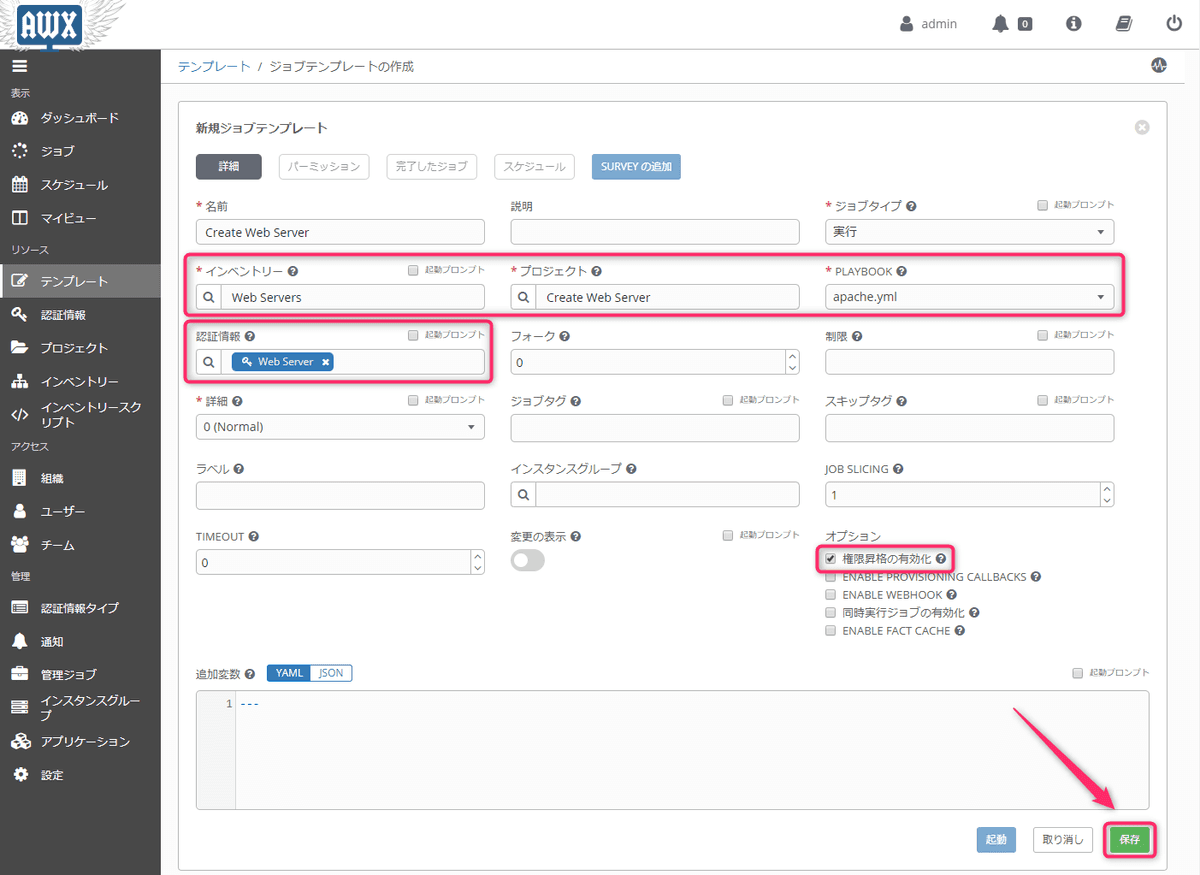 AWX
admin
0
表示
ダッシュボード
ジョブ
スケジュール
マイビュー
リソース
テンプレート
認証情報
プロジェクト
インベントリー
インベントリースク
リプト
アクセス
組織
ユーザー
チーム
管理
認証情報タイプ
通知
管理ジョブ
インスタンスグルー
プ
アプリケーション
設定
テンプレート / ジョブテンプレートの作成
新規ジョブテンプレート
詳細 パーミッション 完了したジョブ スケジュール SURVEY の追加
* 名前
Create Web Server
説明
* ジョブタイプ 起動プロンプト
実行
* インベントリー 起動プロンプト
Web Servers
* プロジェクト
Create Web Server
* PLAYBOOK
apache.yml
認証情報 起動プロンプト
Web Server
フォーク
0
制限 起動プロンプト
* 詳細 起動プロンプト
0 (Normal)
ジョブタグ 起動プロンプト
スキップタグ 起動プロンプト
ラベル
インスタンスグループ
JOB SLICING
1
TIMEOUT
0
変更の表示 起動プロンプト
オプション
権限昇格の有効化
ENABLE PROVISIONING CALLBACKS
ENABLE WEBHOOK
同時実行ジョブの有効化
ENABLE FACT CACHE
追加変数 YAML JSON 起動プロンプト
1 ---
起動 取り消し 保存